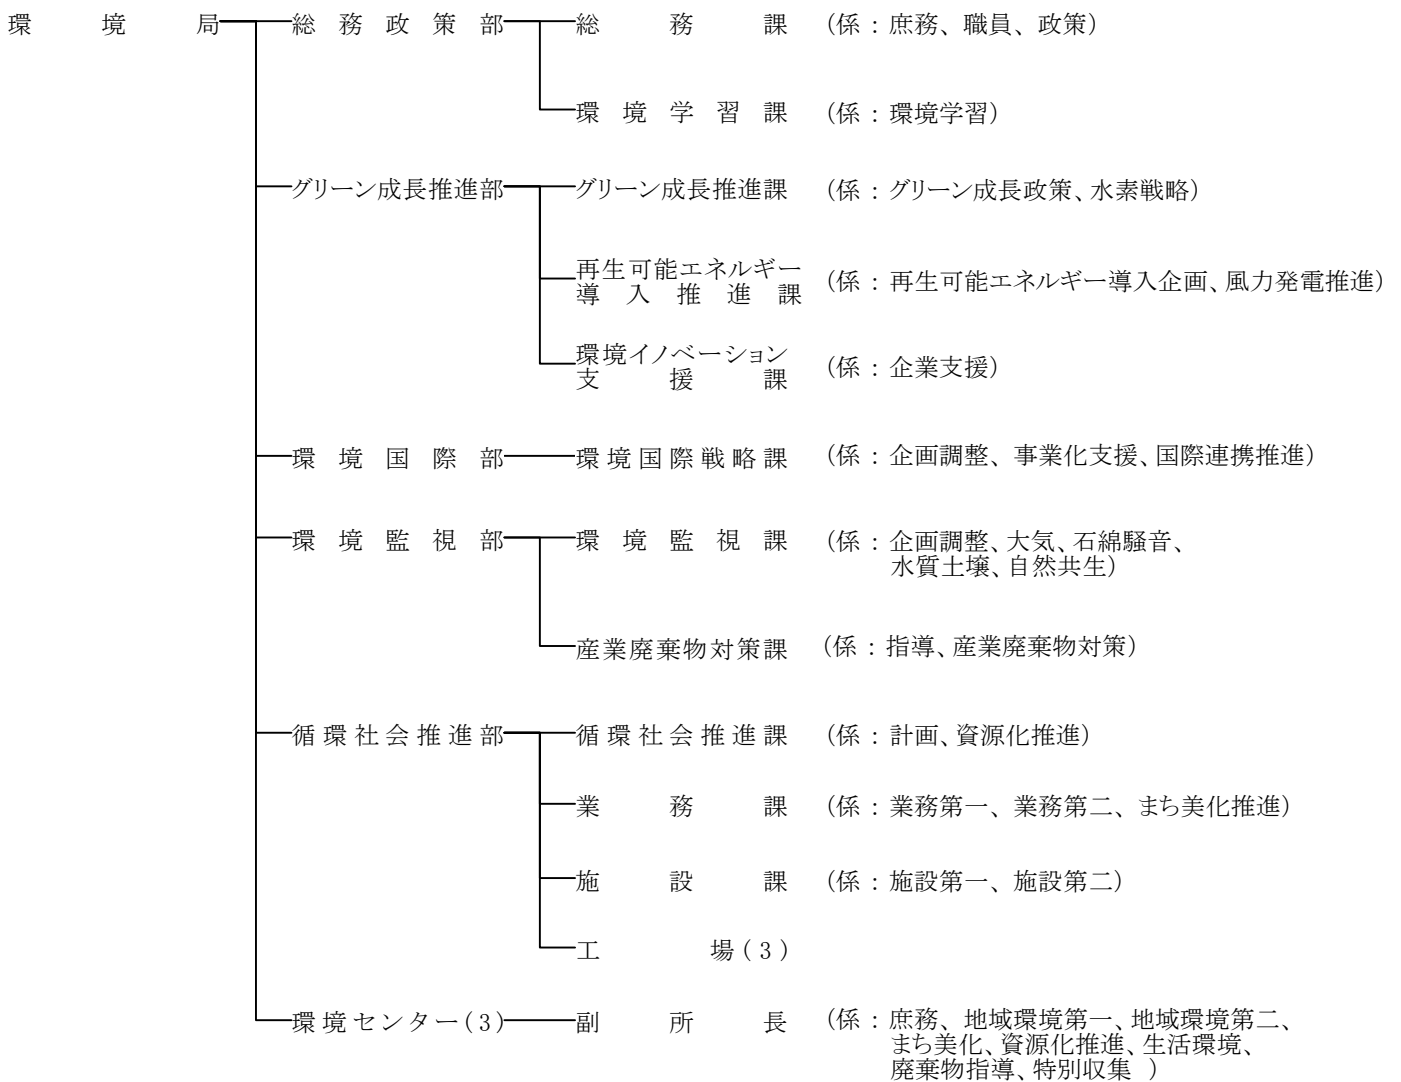 環境局 総務政策部 総務課 (係：庶務、職員、政策)
環境学習課 (係：環境学習)
グリーン成長推進部 グリーン成長推進課 (係：グリーン成長政策、水素戦略)
再生可能エネルギー
導入推進課 (係：再生可能エネルギー導入企画、風力発電推進)
環境イノベーション
支援課 (係：企業支援)
環境国際部 環境国際戦略課 (係：企画調整、事業化支援、国際連携推進)
環境監視部 環境監視課 (係：企画調整、大気、石綿騒音、
水質土壌、自然共生)
産業廃棄物対策課 (係：指導、産業廃棄物対策)
循環社会推進部 循環社会推進課 (係：計画、資源化推進)
業務課 (係：業務第一、業務第二、まち美化推進)
施設課 (係：施設第一、施設第二)
工場(3)
環境センター(3) 副所長 (係：庶務、地域環境第一、地域環境第二、
まち美化、資源化推進、生活環境、
廃棄物指導、特別収集 )